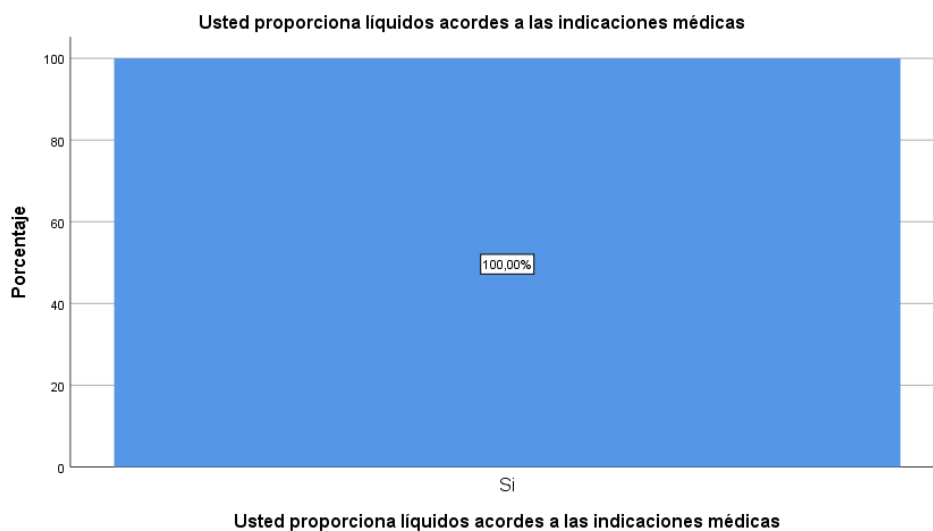 Usted proporciona líquidos acordes a las indicaciones médicas
100
80
60
40
20
0
Porcentaje
100,00%
Si
Usted proporciona líquidos acordes a las indicaciones médicas